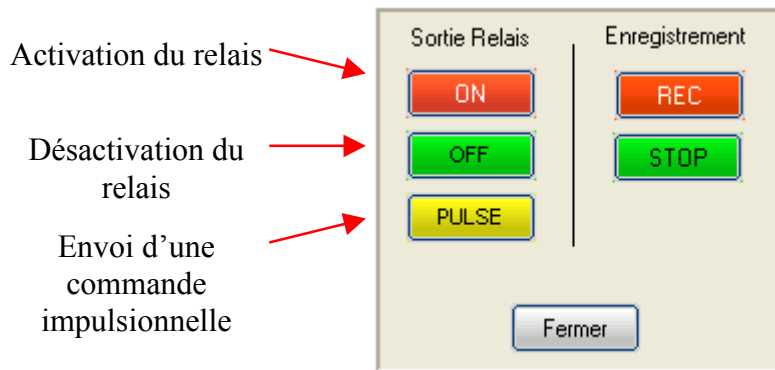 Activation du relais
Désactivation du
relais
Envoi d’une
commande
impulsionnelle
Sortie Relais
ON
OFF
PULSE
Enregistrement
REC
STOP
Fermer